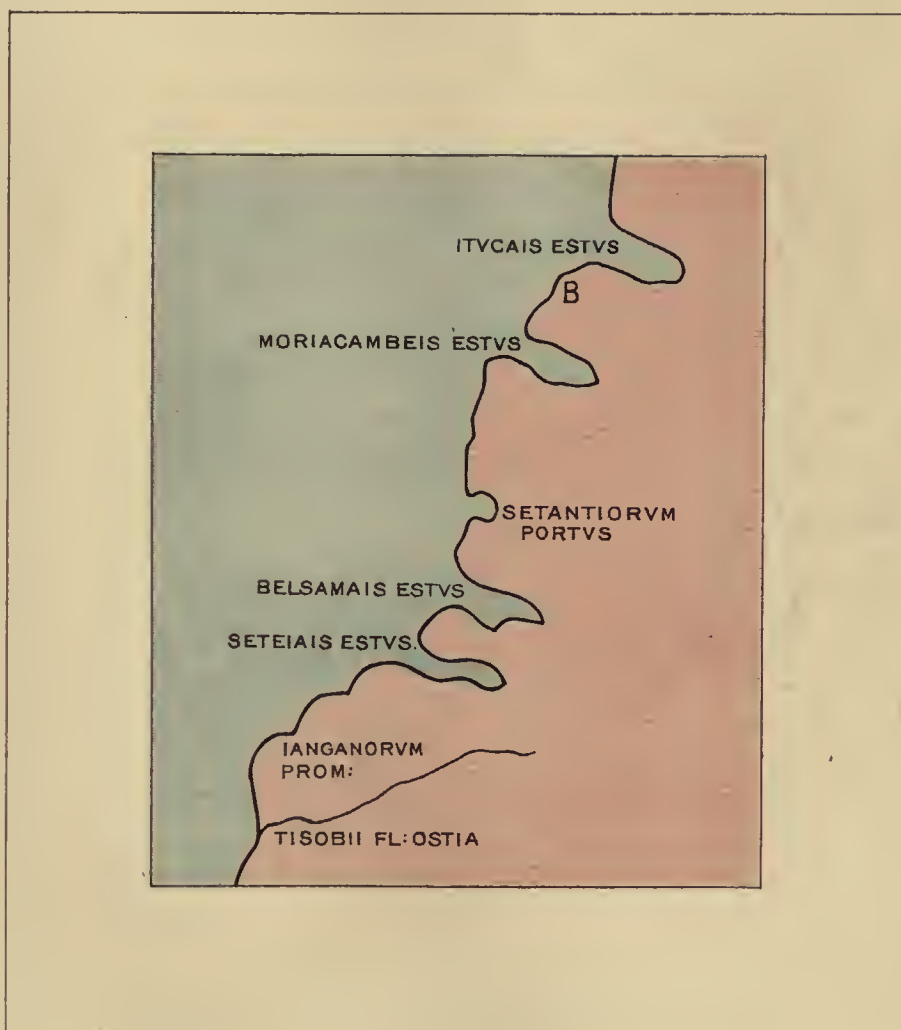 ITVCAIS ESTVS
B
MORIACAMBEIS ESTVS
SETANTIORVM
PORTVS
BELSAMAIS ESTVS
SETEIAIS ESTVS.
IANGANORVM
PROM:
TISOBII FL: OSTIA